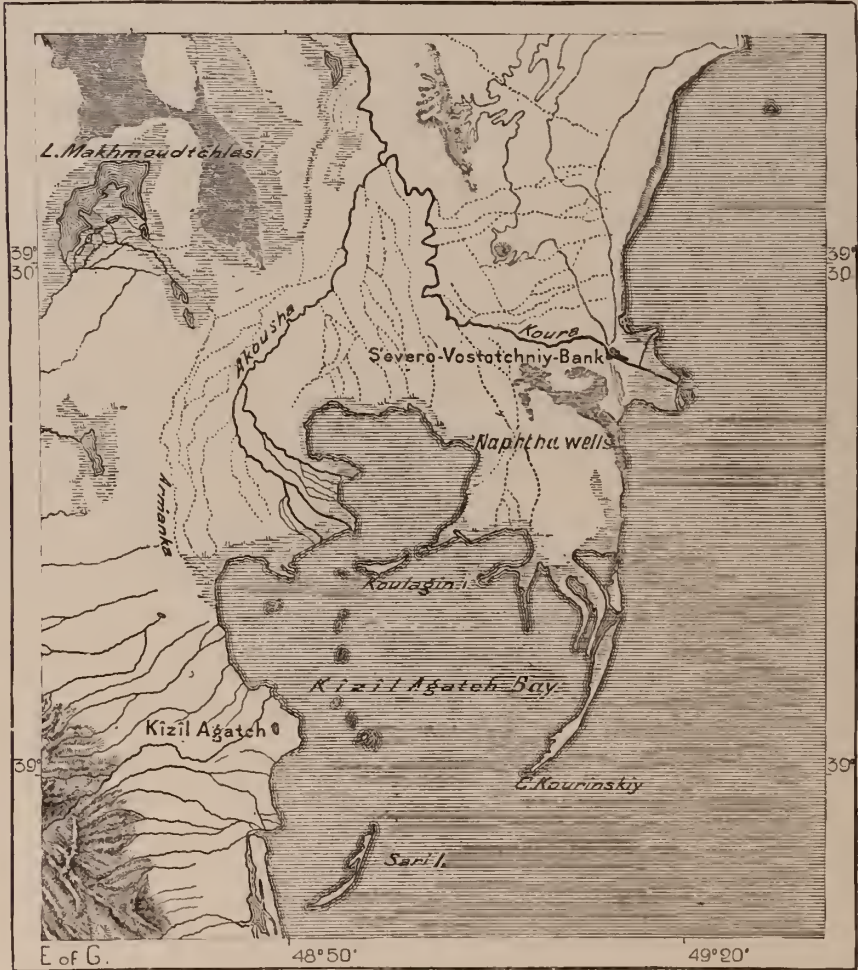 L. Makhmoudtchlasi
39°
30'
39°
30'
Akousha
Koura
Severo-Vostotchniy-Bank
Naphtha wells
Armianka
Koulagin I.
Kizil Agatch Bay
Kizil Agatch
39°
39°
C. Kourinskiy
Sari I.
E of G.
48°50'
49°20'